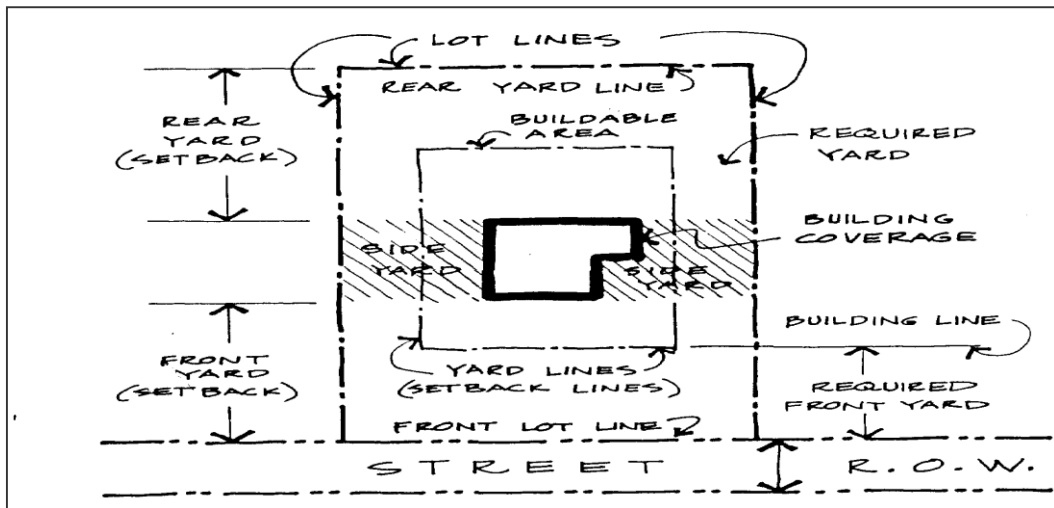 LOT LINES
REAR YARD LINE
REAR
YARD
(SETBACK)
BUILDABLE
AREA
REQUIRED
YARD
BUILDING
COVERAGE
SIDE
YARD
SIDE
YARD
BUILDING LINE
FRONT
YARD
(SETBACK)
YARD LINES
(SETBACK LINES)
REQUIRED
FRONT YARD
FRONT LOT LINE
STREET R.O.W.